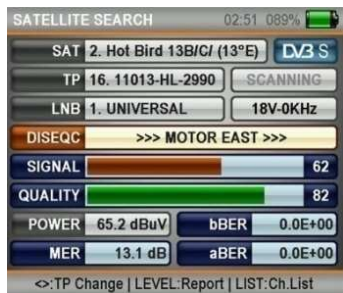 SATELLITE SEARCH 02:51 089%
SAT 2. Hot Bird 13B/C/ (13°E) DVB S
TP 16. 11013-HL-2990 SCANNING
LNB 1. UNIVERSAL 18V-0KHz
DISEQC >>> MOTOR EAST >>>
SIGNAL 62
QUALITY 82
POWER 65.2 dBuV bBER 0.0E+00
MER 13.1 dB aBER 0.0E+00
<>:TP Change | LEVEL:Report | LIST:Ch.List